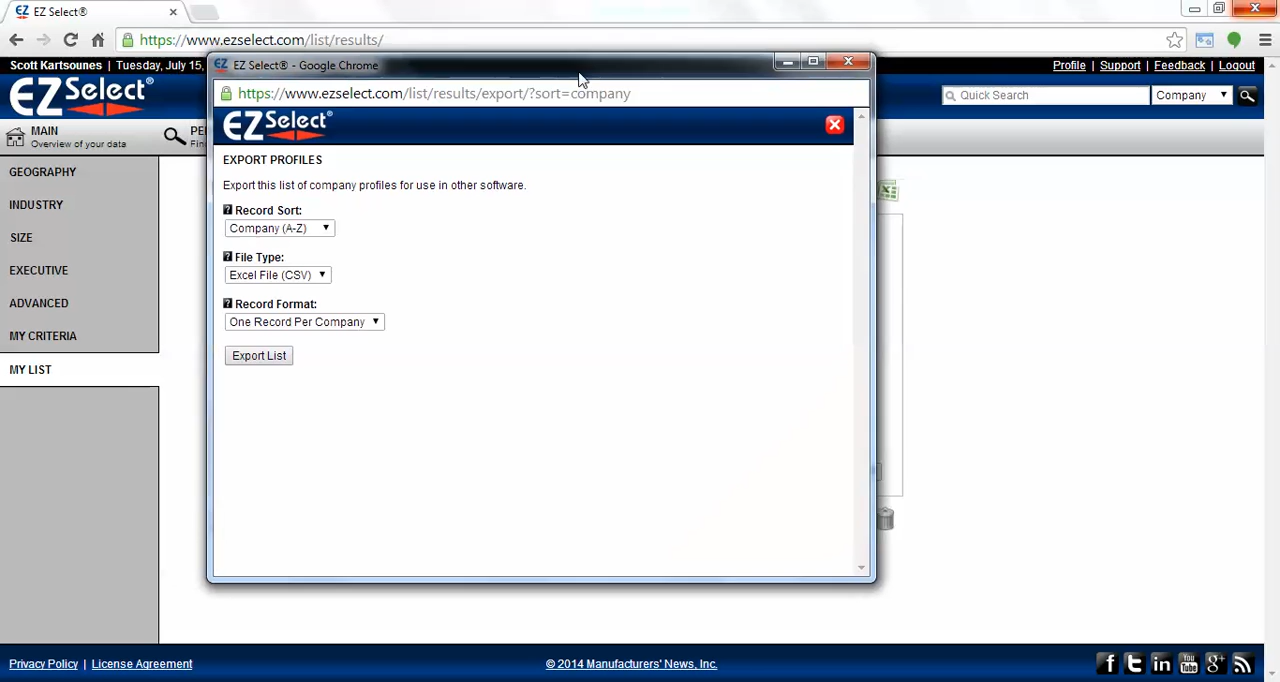 EZ Select®
https://www.ezselect.com/list/results/
Scott Kartsounes | Tuesday, July 15,
Profile | Support | Feedback | Logout
EZ Select®
Quick Search
Company
MAIN
Overview of your data
GEOGRAPHY
INDUSTRY
SIZE
EXECUTIVE
ADVANCED
MY CRITERIA
MY LIST
EZ Select® - Google Chrome
https://www.ezselect.com/list/results/export/?sort=company
EZ Select®
EXPORT PROFILES
Export this list of company profiles for use in other software.
? Record Sort:
Company (A-Z)
? File Type:
Excel File (CSV)
? Record Format:
One Record Per Company
Export List
Privacy Policy | License Agreement
© 2014 Manufacturers' News, Inc.